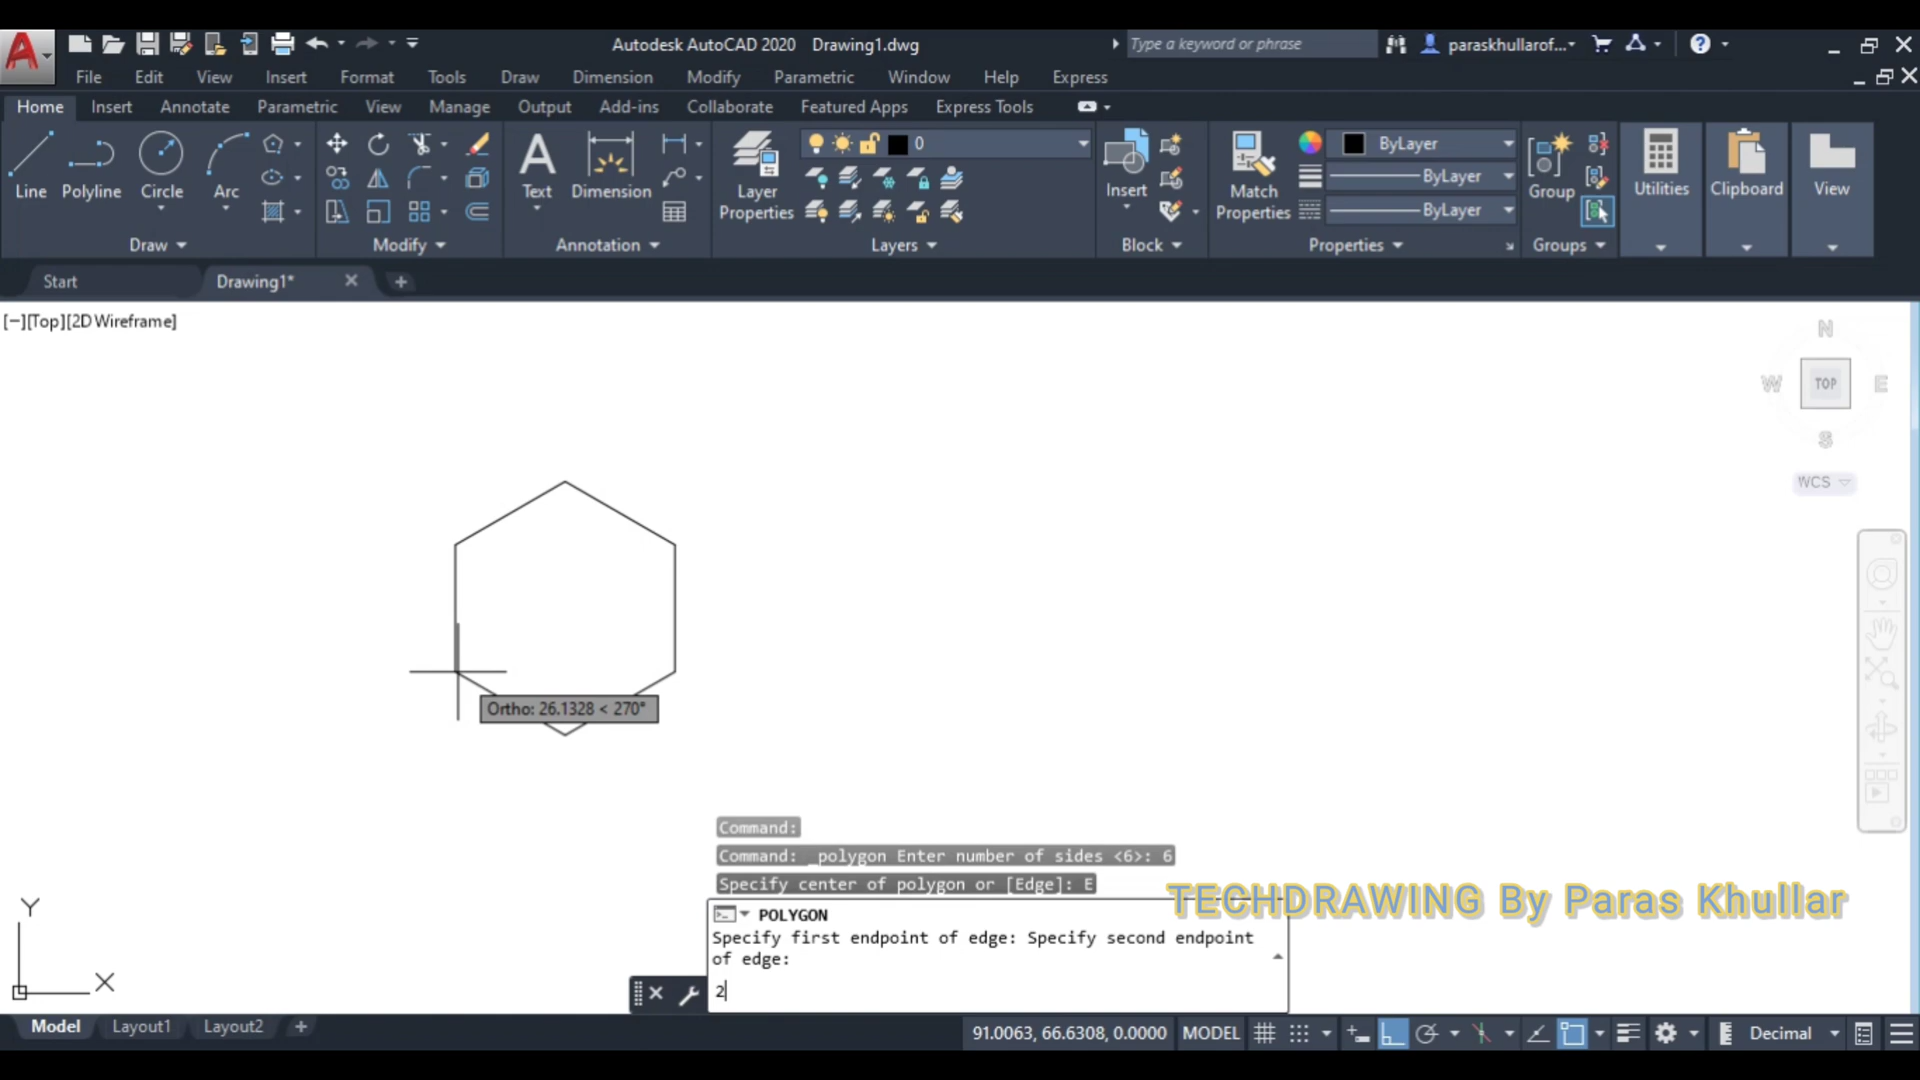 Autodesk AutoCAD 2020 Drawing1.dwg
Type a keyword or phrase
paraskhullarof...
File Edit View Insert Format Tools Draw Dimension Modify Parametric Window Help Express
Home Insert Annotate Parametric View Manage Output Add-ins Collaborate Featured Apps Express Tools
Line Polyline Circle Arc
Text Dimension
Layer Properties
0
Insert
Match Properties
ByLayer
ByLayer
ByLayer
Group
Utilities
Clipboard
View
Draw Modify Annotation Layers Block Properties Groups
Start Drawing1*
[−][Top][2D Wireframe]
N
W TOP E
S
WCS
Ortho: 26.1328 < 270°
Command:
Command: _polygon Enter number of sides <6>: 6
Specify center of polygon or [Edge]: E
TECHDRAWING By Paras Khullar
POLYGON
Specify first endpoint of edge: Specify second endpoint
of edge:
2
Y
X
Model Layout1 Layout2
91.0063, 66.6308, 0.0000 MODEL
Decimal